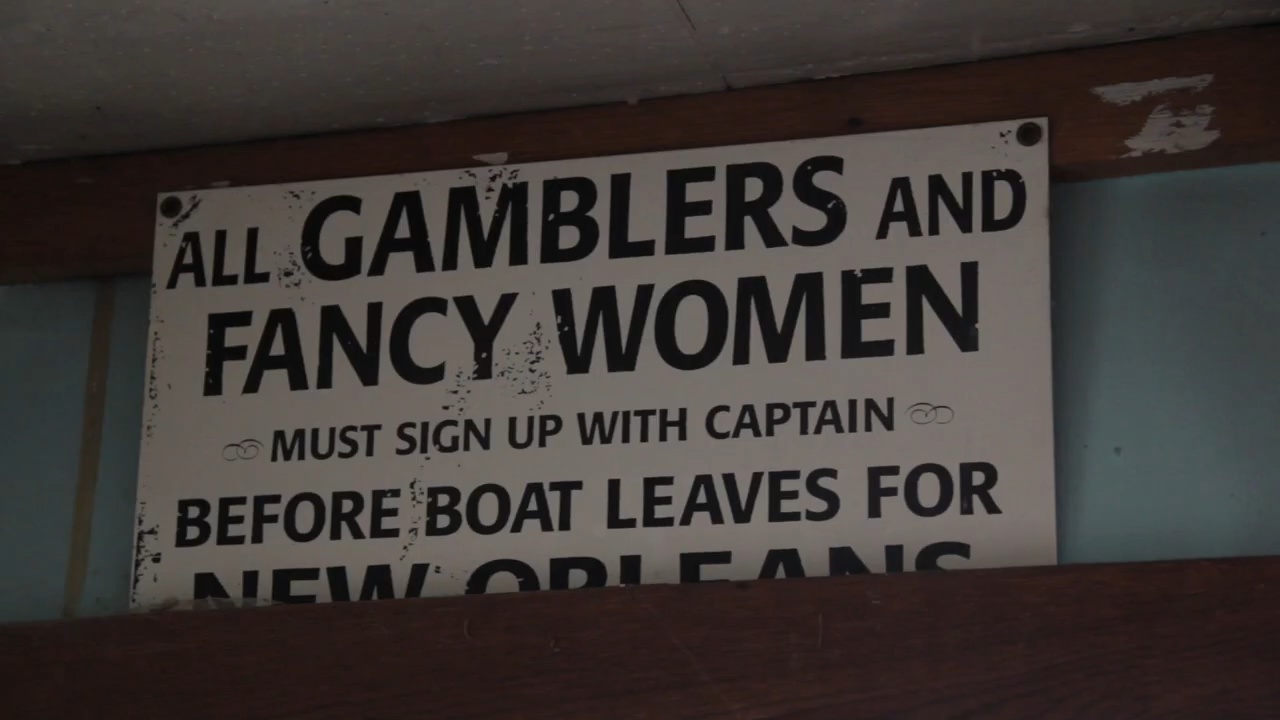 ALL GAMBLERS AND
FANCY WOMEN
MUST SIGN UP WITH CAPTAIN
BEFORE BOAT LEAVES FOR
NEW ORLEANS